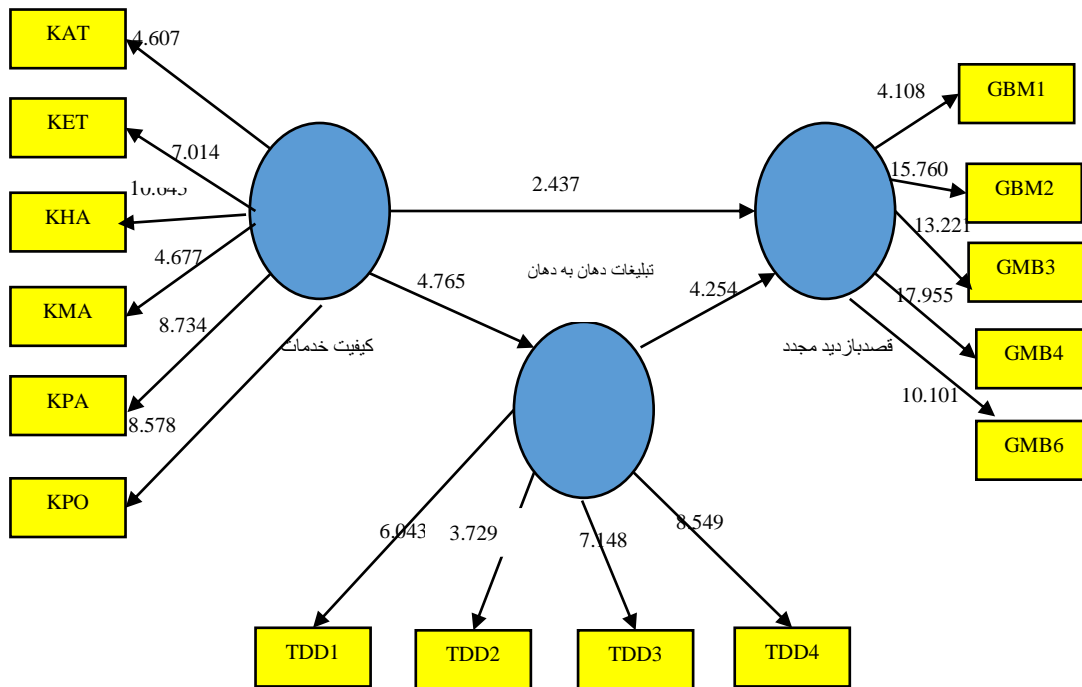 KAT
4.607
KET
7.014
KHA
KMA
4.677
KPA
8.734
KPO
8.578
2.437
4.765
تبلیغات دهان به دهان
4.254
کیفیت خدمات
قصدبازدید مجدد
4.108
GBM1
15.760
GBM2
13.221
GMB3
17.955
GMB4
10.101
GMB6
6.043
3.729
7.148
8.549
TDD1
TDD2
TDD3
TDD4